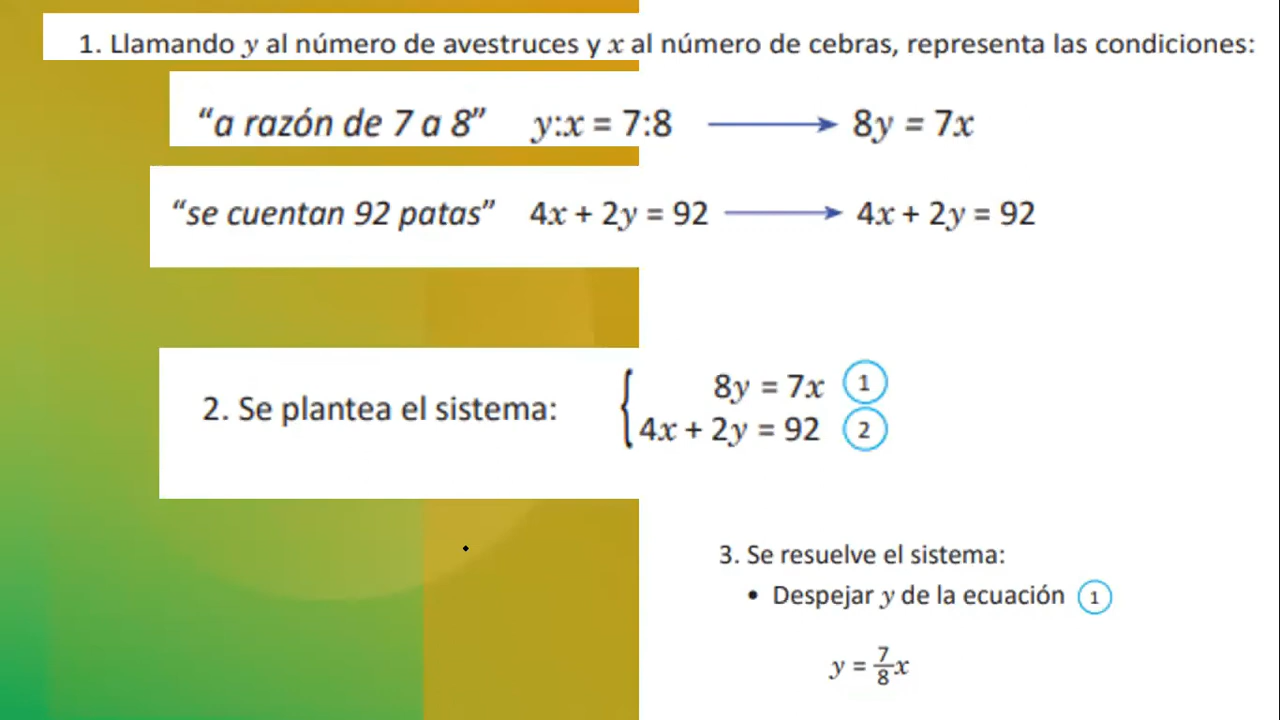 1. Llamando y al número de avestruces y x al número de cebras, representa las condiciones:
“a razón de 7 a 8” y:x = 7:8 → 8y = 7x
“se cuentan 92 patas” 4x + 2y = 92 → 4x + 2y = 92
2. Se plantea el sistema: { 8y = 7x 1
4x + 2y = 92 2
3. Se resuelve el sistema:
• Despejar y de la ecuación 1
y = 7/8 x